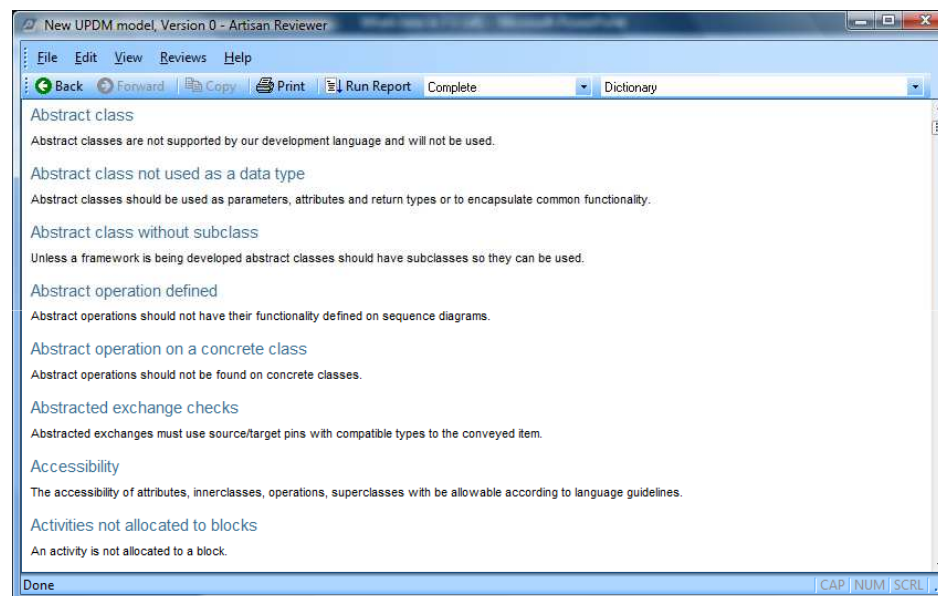 New UPDM model, Version 0 - Artisan Reviewer
File Edit View Reviews Help
Back Forward Copy Print Run Report Complete Dictionary
Abstract class
Abstract classes are not supported by our development language and will not be used.
Abstract class not used as a data type
Abstract classes should be used as parameters, attributes and return types or to encapsulate common functionality.
Abstract class without subclass
Unless a framework is being developed abstract classes should have subclasses so they can be used.
Abstract operation defined
Abstract operations should not have their functionality defined on sequence diagrams.
Abstract operation on a concrete class
Abstract operations should not be found on concrete classes.
Abstracted exchange checks
Abstracted exchanges must use source/target pins with compatible types to the conveyed item.
Accessibility
The accessibility of attributes, innerclasses, operations, superclasses with be allowable according to language guidelines.
Activities not allocated to blocks
An activity is not allocated to a block.
Done CAP NUM SCRL